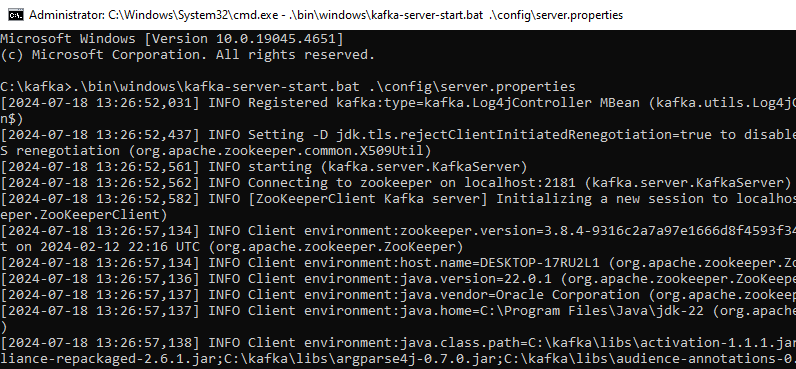 Administrator: C:\Windows\System32\cmd.exe - .\bin\windows\kafka-server-start.bat .\config\server.properties
Microsoft Windows [Version 10.0.19045.4651]
(c) Microsoft Corporation. All rights reserved.
C:\kafka>.\bin\windows\kafka-server-start.bat .\config\server.properties
[2024-07-18 13:26:52,031] INFO Registered kafka:type=kafka.Log4jController MBean (kafka.utils.Log4jC
n$)
[2024-07-18 13:26:52,437] INFO Setting -D jdk.tls.rejectClientInitiatedRenegotiation=true to disable
S renegotiation (org.apache.zookeeper.common.X509Util)
[2024-07-18 13:26:52,561] INFO starting (kafka.server.KafkaServer)
[2024-07-18 13:26:52,562] INFO Connecting to zookeeper on localhost:2181 (kafka.server.KafkaServer)
[2024-07-18 13:26:52,582] INFO [ZooKeeperClient Kafka server] Initializing a new session to localhos
eper.ZooKeeperClient)
[2024-07-18 13:26:57,134] INFO Client environment:zookeeper.version=3.8.4-9316c2a7a97e1666d8f4593f34
t on 2024-02-12 22:16 UTC (org.apache.zookeeper.ZooKeeper)
[2024-07-18 13:26:57,134] INFO Client environment:host.name=DESKTOP-17RU2L1 (org.apache.zookeeper.Zo
[2024-07-18 13:26:57,136] INFO Client environment:java.version=22.0.1 (org.apache.zookeeper.ZooKeepe
[2024-07-18 13:26:57,137] INFO Client environment:java.vendor=Oracle Corporation (org.apache.zookeep
[2024-07-18 13:26:57,137] INFO Client environment:java.home=C:\Program Files\Java\jdk-22 (org.apache
)
[2024-07-18 13:26:57,138] INFO Client environment:java.class.path=C:\kafka\libs\activation-1.1.1.jar
liance-repackaged-2.6.1.jar;C:\kafka\libs\argparse4j-0.7.0.jar;C:\kafka\libs\audience-annotations-0.